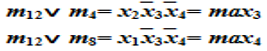 m₁₂∨ m₄= x₂x̅₃x̅₄= max₃
m₁₂∨ m₈= x₁x̅₃x̅₄= max₄